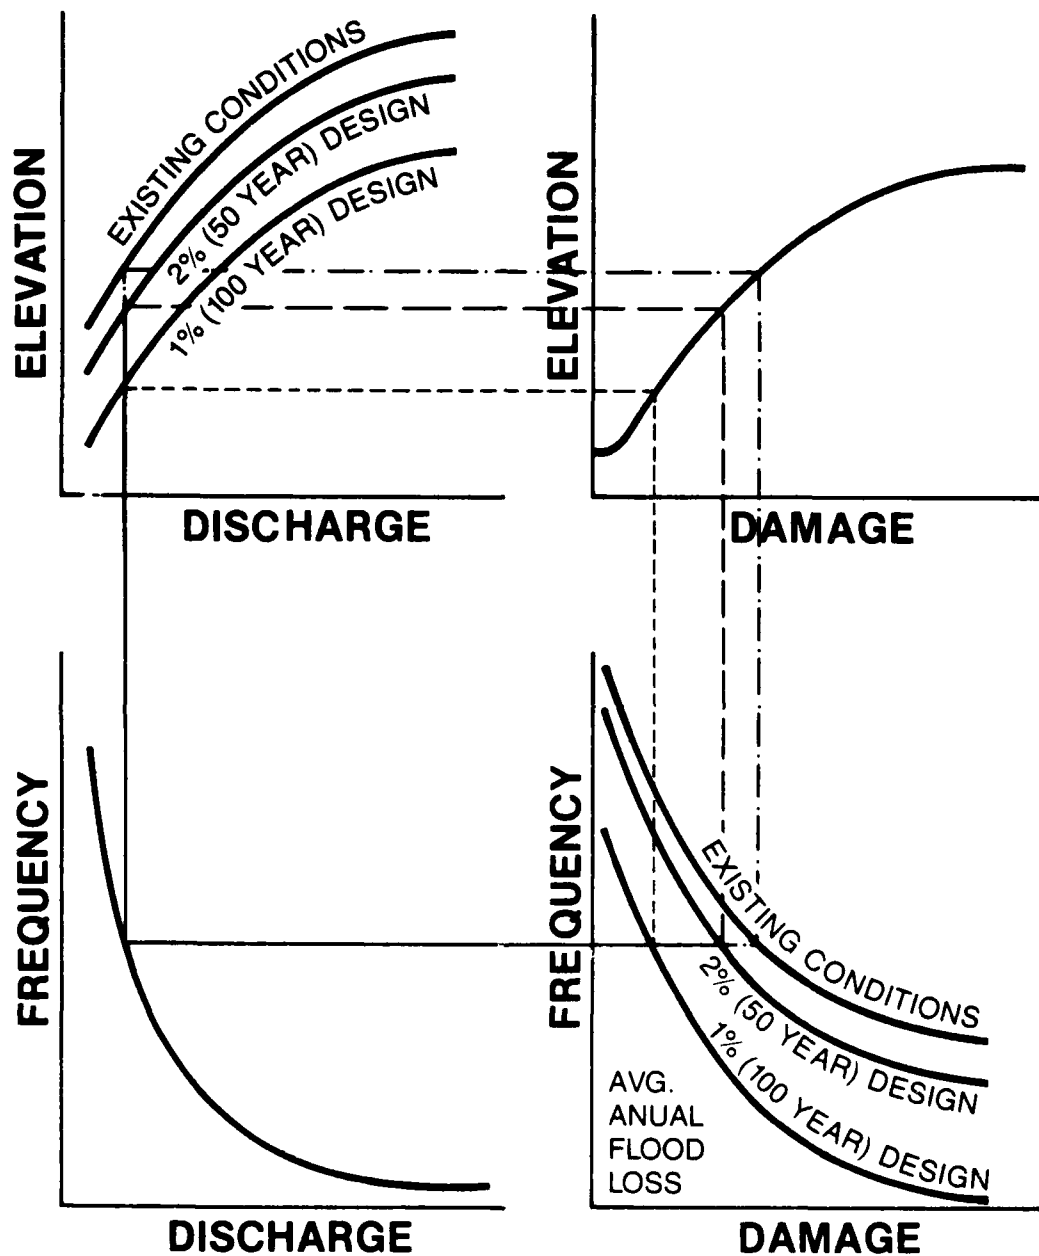 ELEVATION
EXISTING CONDITIONS
2% (50 YEAR) DESIGN
1% (100 YEAR) DESIGN
DISCHARGE
ELEVATION
DAMAGE
FREQUENCY
DISCHARGE
FREQUENCY
EXISTING CONDITIONS
2% (50 YEAR) DESIGN
1% (100 YEAR) DESIGN
AVG.
ANUAL
FLOOD
LOSS
DAMAGE